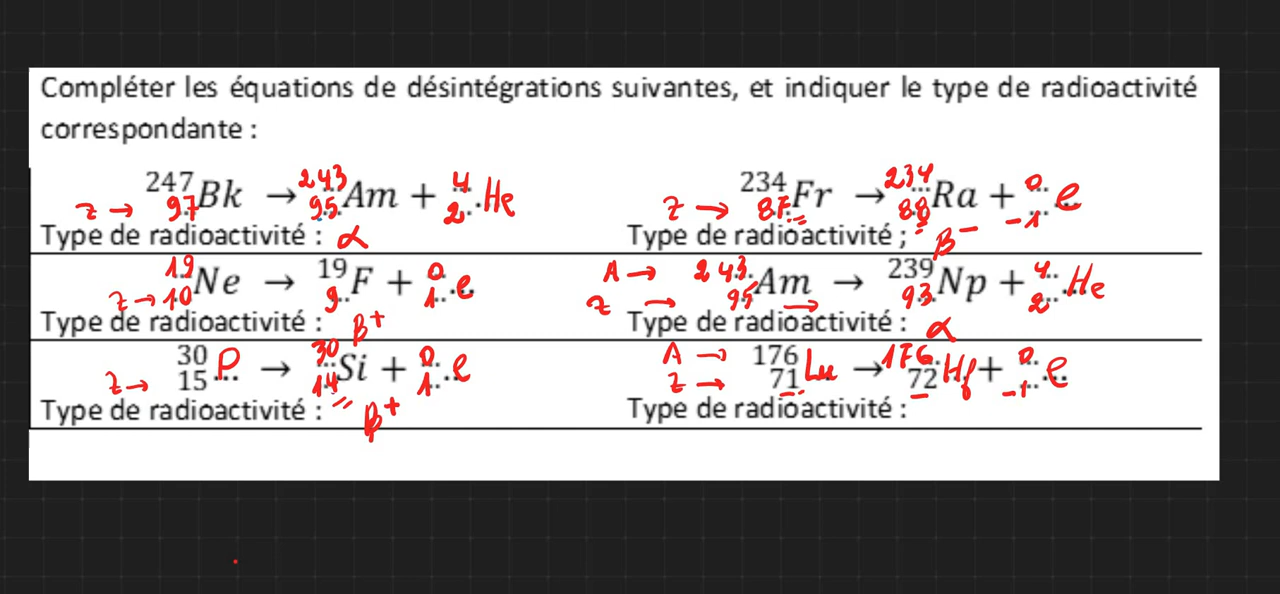 Compléter les équations de désintégrations suivantes, et indiquer le type de radioactivité
correspondante :
Z → ²⁴⁷₉₇Bk → ²⁴³₉₅Am + ⁴₂He
Type de radioactivité : α
Z → ²³⁴₈₇Fr → ²³⁴₈₈Ra + ⁰₋₁e
Type de radioactivité ; β⁻
Z → ¹⁹₁₀Ne → ¹⁹₉F + ⁰₁e
Type de radioactivité : β⁺
A → Z → ²⁴³₉₅Am → ²³⁹₉₃Np + ⁴₂He
Type de radioactivité : α
Z → ³⁰₁₅P → ³⁰₁₄Si + ⁰₁e
Type de radioactivité : β⁺
A → Z → ¹⁷⁶₇₁Lu → ¹⁷⁶₇₂Hf + ⁰₋₁e
Type de radioactivité :